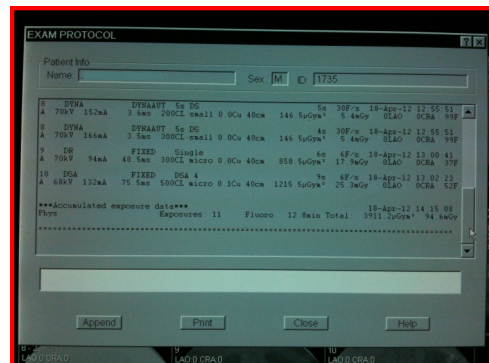 EXAM PROTOCOL
Patient Info
Name: Sex: M ID: 1735
8 DYNA DYNAAUT 5s DS 5s 30F/s 18-Apr-12 12 55 51
A 70kV 152mA 3.6ms 200CL small 0 0Cu 40cm 146 5µGym² 5.4mGy 0LAO 0CRA 99F
8 DYNA DYNAAUT 5s DS 4s 30F/s 18-Apr-12 12 55 51
A 70kV 166mA 3.5ms 200CL small 0 0Cu 40cm 146 5µGym² 5.4mGy 0LAO 0CRA 99F
9 DR FIXED Single 6s 6F/s 18-Apr-12 13 00 41
A 70kV 94mA 48.5ms 300CL micro 0 0Cu 40cm 858 5µGym² 17.9mGy 0LAO 0CRA 37F
10 DSA FIXED DSA 4 9s 6F/s 18-Apr-12 13 02 23
A 68kV 132mA 75.5ms 500CL micro 0.1Cu 40cm 1215 5µGym² 25.3mGy 0LAO 0CRA 52F
***Accumulated exposure data*** 18-Apr-12 14 15 08
Phys Exposures 11 Fluoro 12 8min Total 3911 2µGym² 94 6mGy
Append Print Close Help
9 10
LAO:0 CRA:0 LAO:0 CRA:0 LAO:0 CRA:0